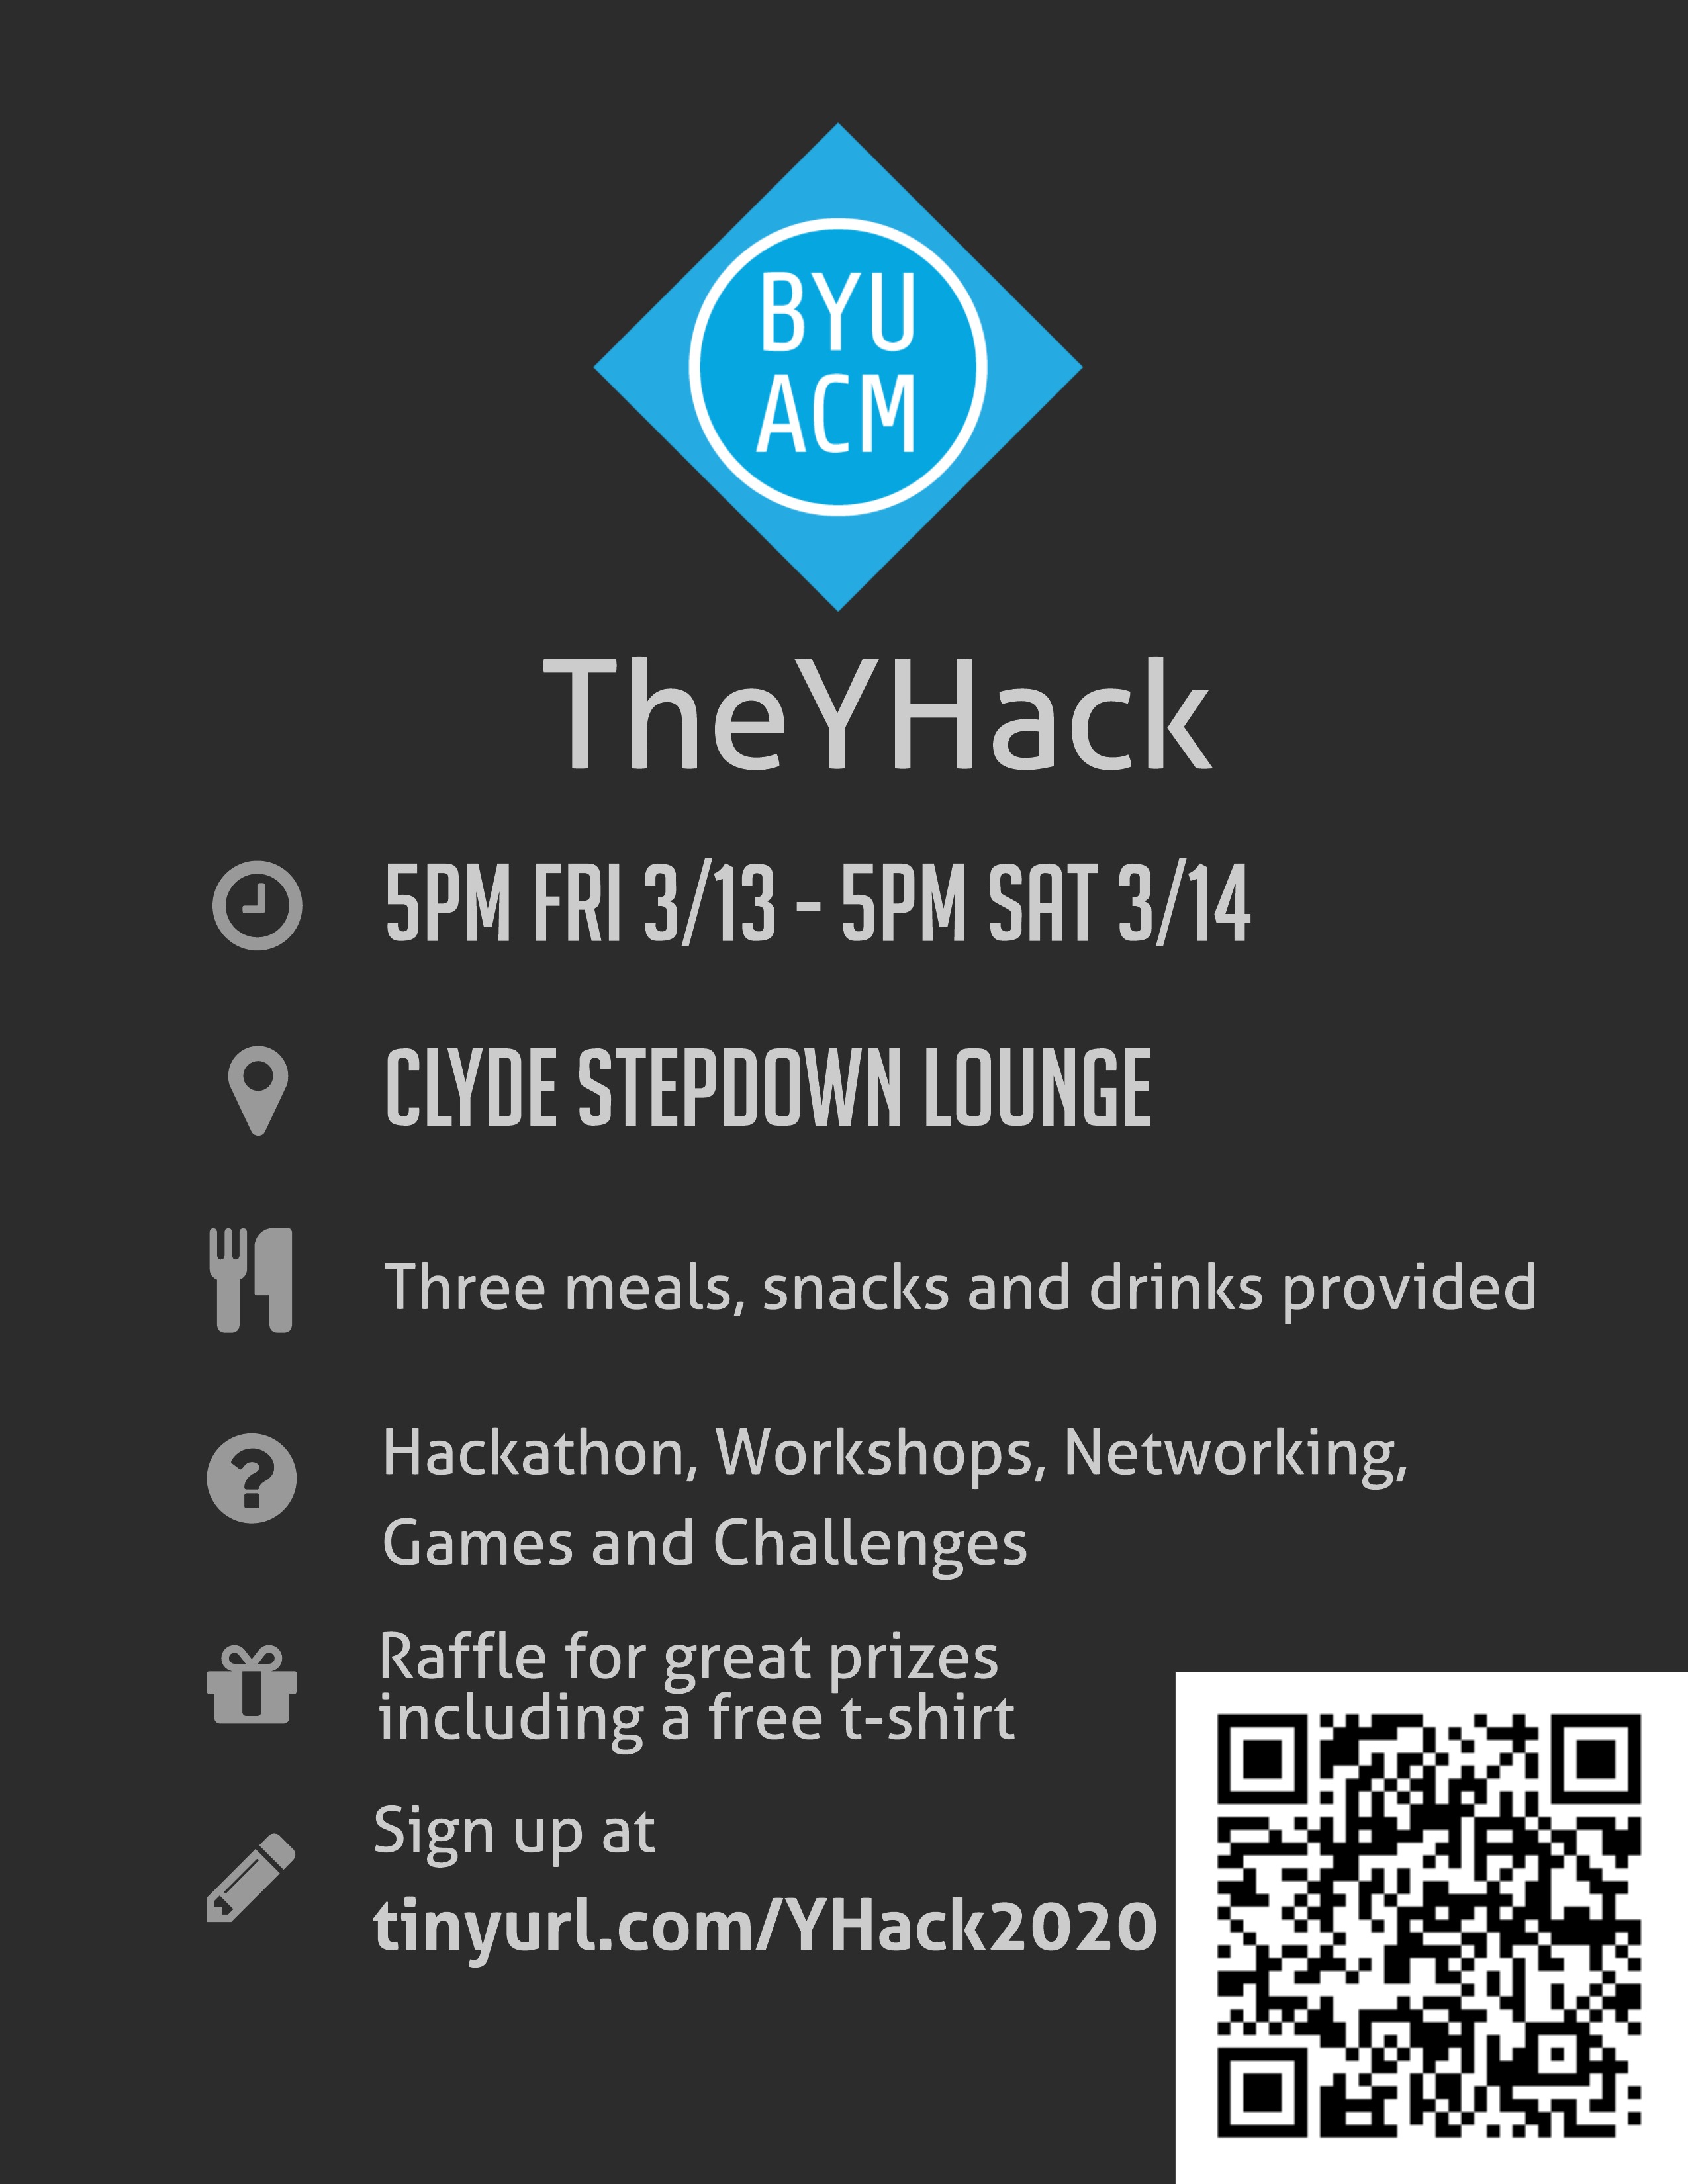 BYU
ACM
TheYHack
5PM FRI 3/13 - 5PM SAT 3/14
CLYDE STEPDOWN LOUNGE
Three meals, snacks and drinks provided
Hackathon, Workshops, Networking,
Games and Challenges
Raffle for great prizes
including a free t-shirt
Sign up at
tinyurl.com/YHack2020